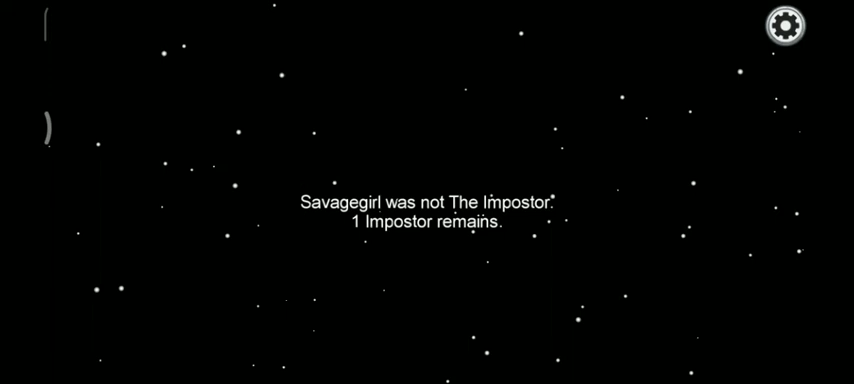 Savagegirl was not The Impostor.
1 Impostor remains.